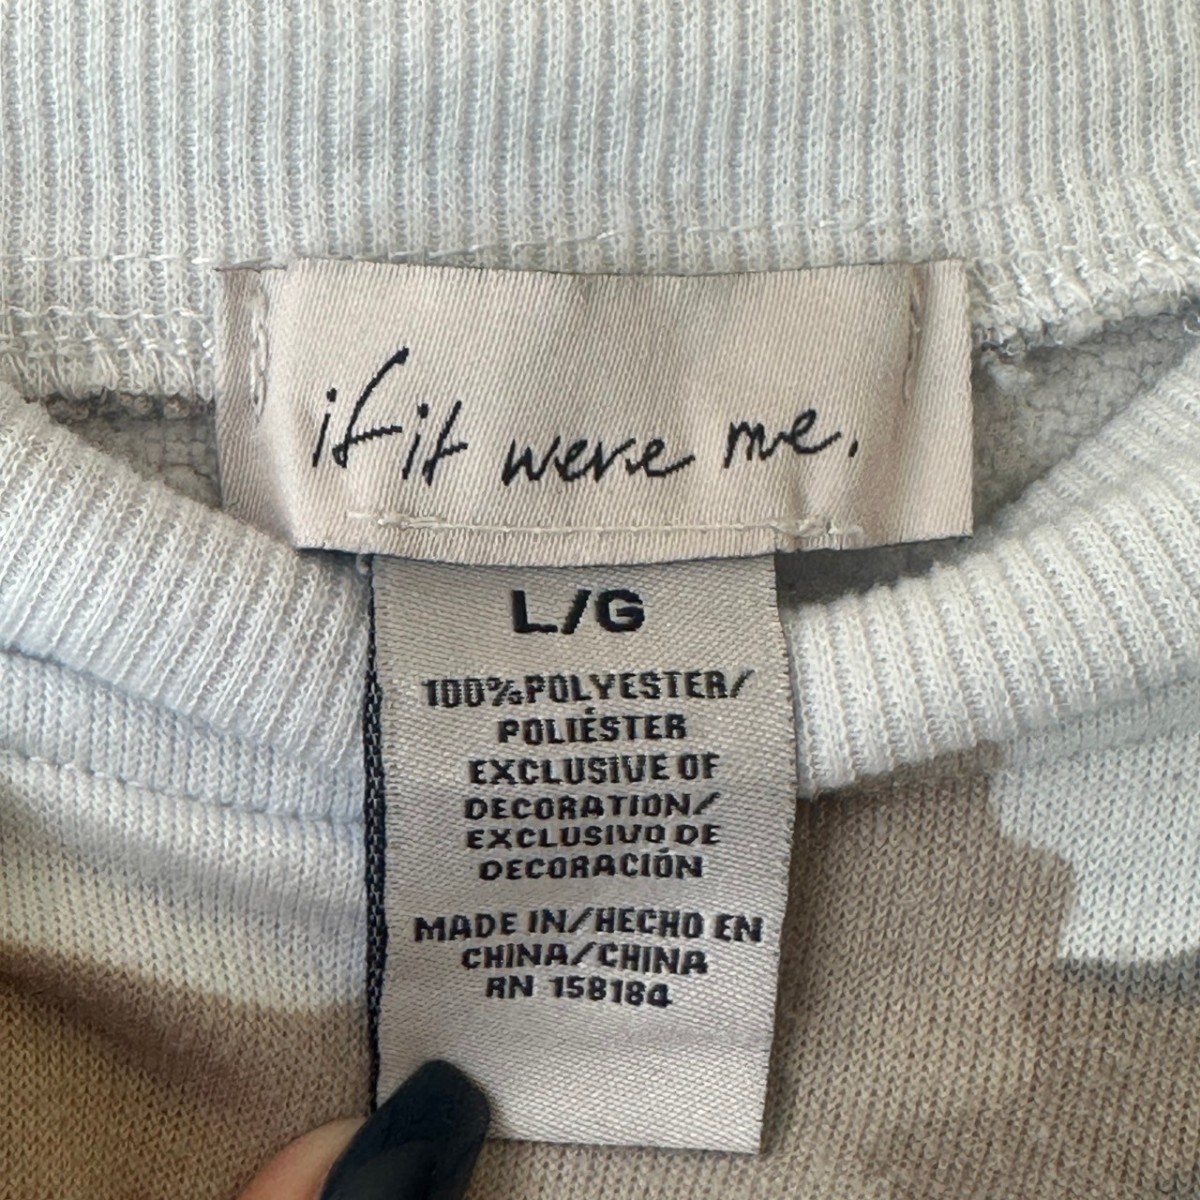 if it were me.
L/G
100%POLYESTER/
POLIÉSTER
EXCLUSIVE OF
DECORATION/
EXCLUSIVO DE
DECORACIÓN
MADE IN/HECHO EN
CHINA/CHINA
RN 158184